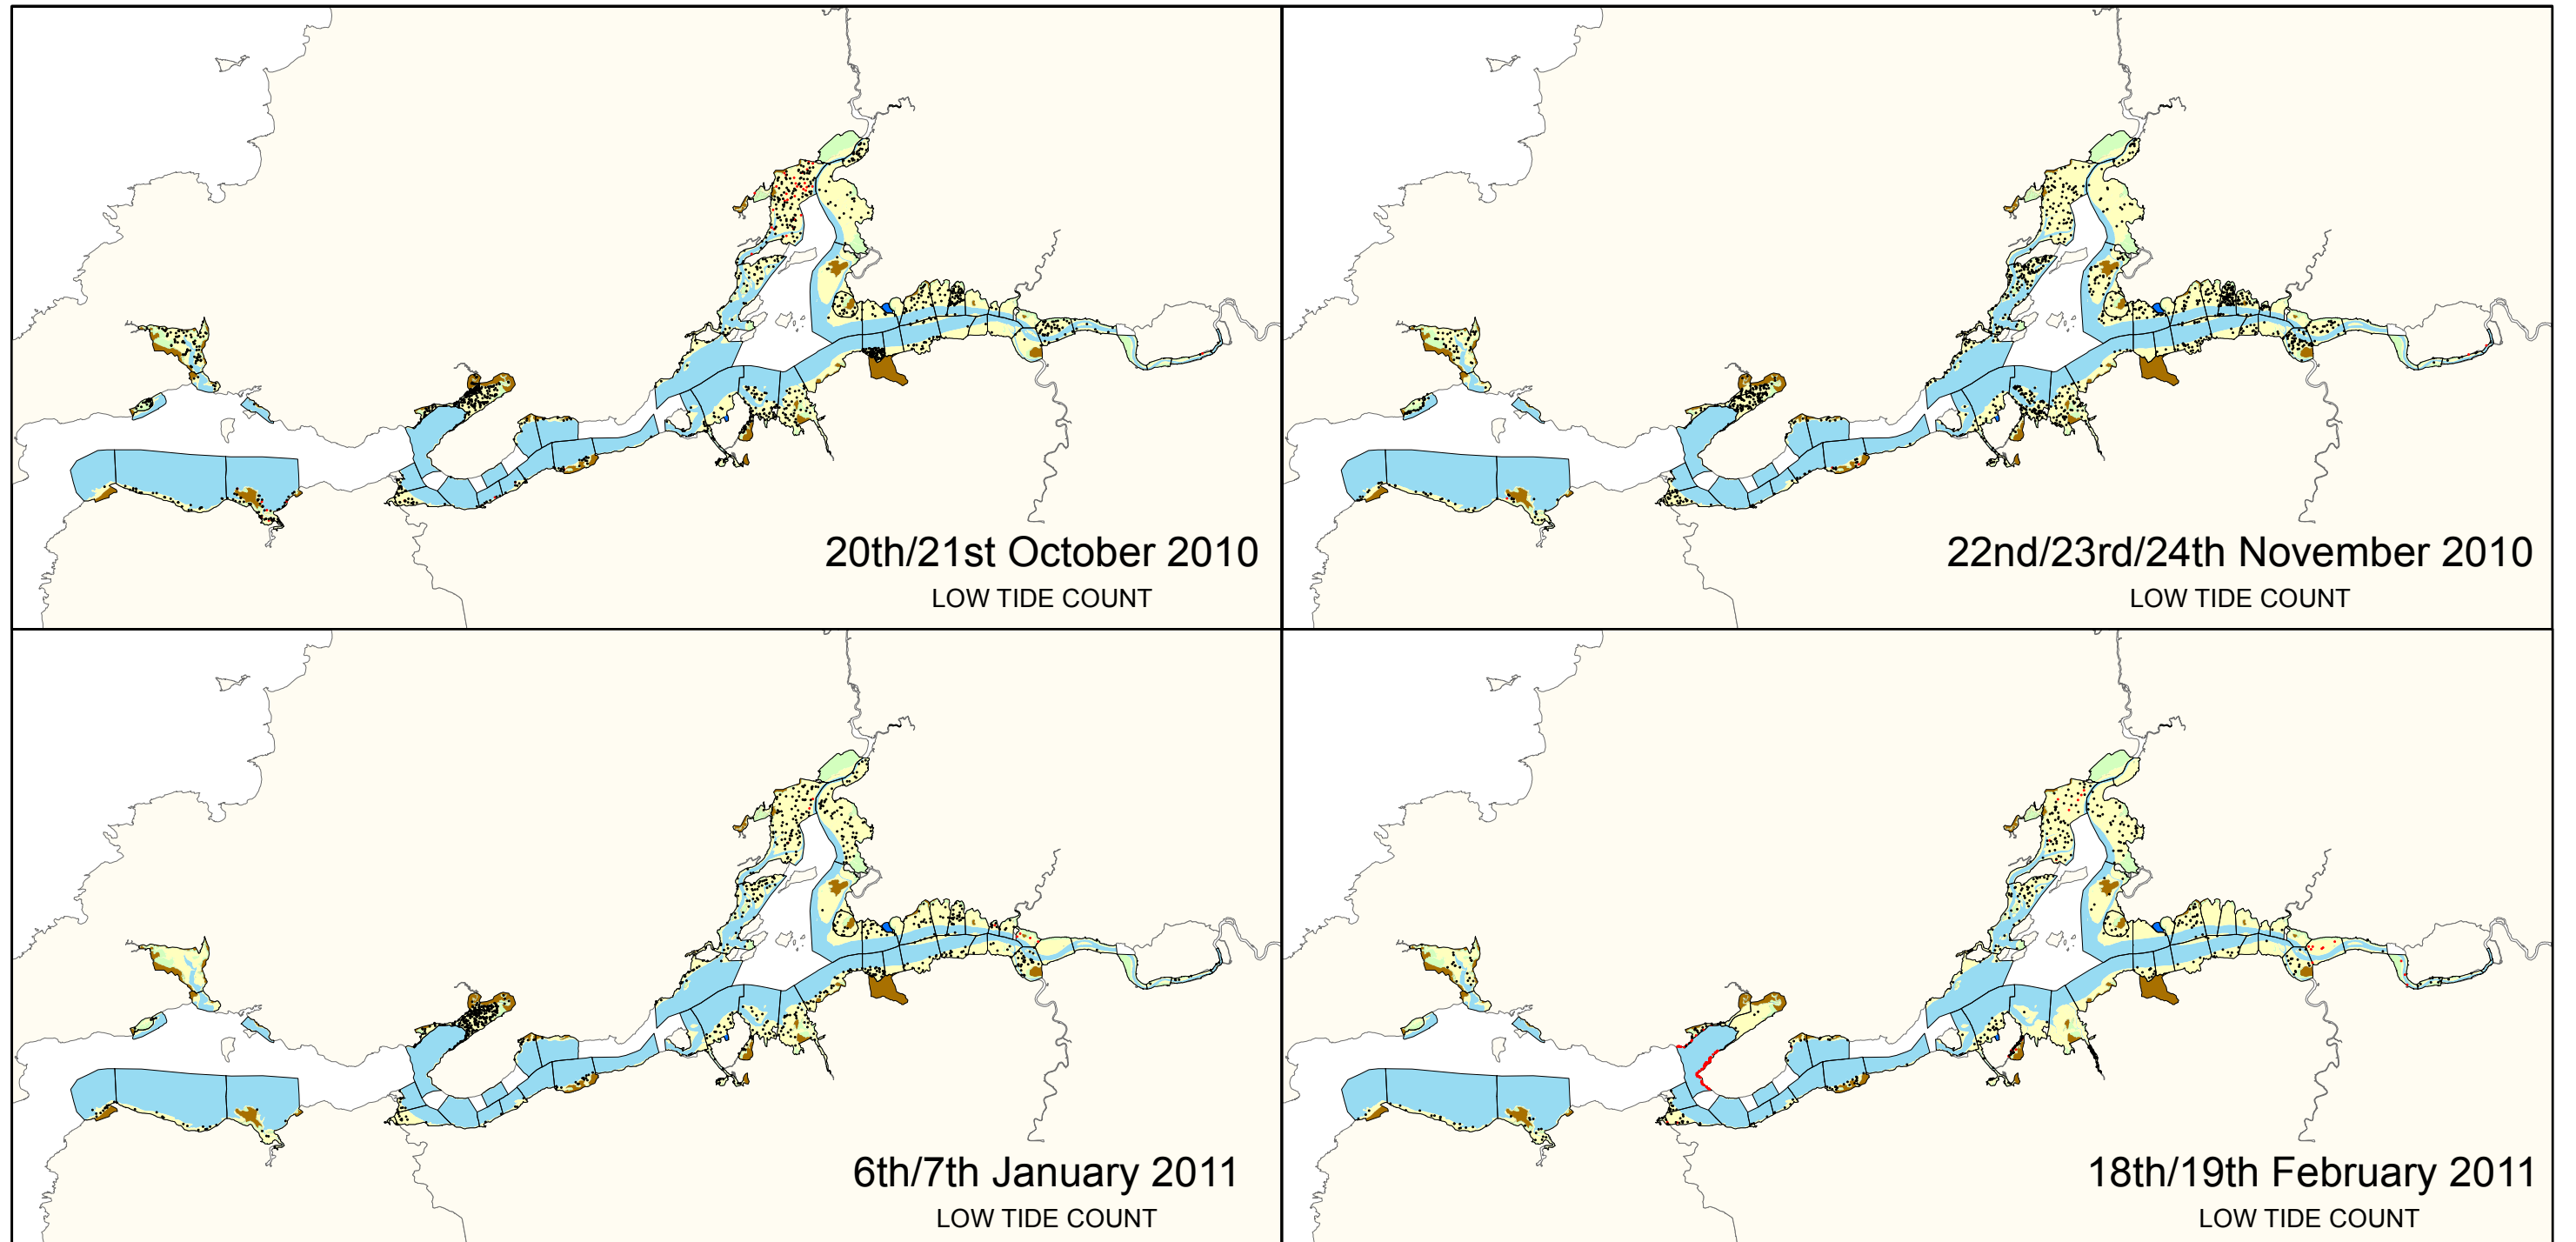 20th/21st October 2010
LOW TIDE COUNT
22nd/23rd/24th November 2010
LOW TIDE COUNT
6th/7th January 2011
LOW TIDE COUNT
18th/19th February 2011
LOW TIDE COUNT